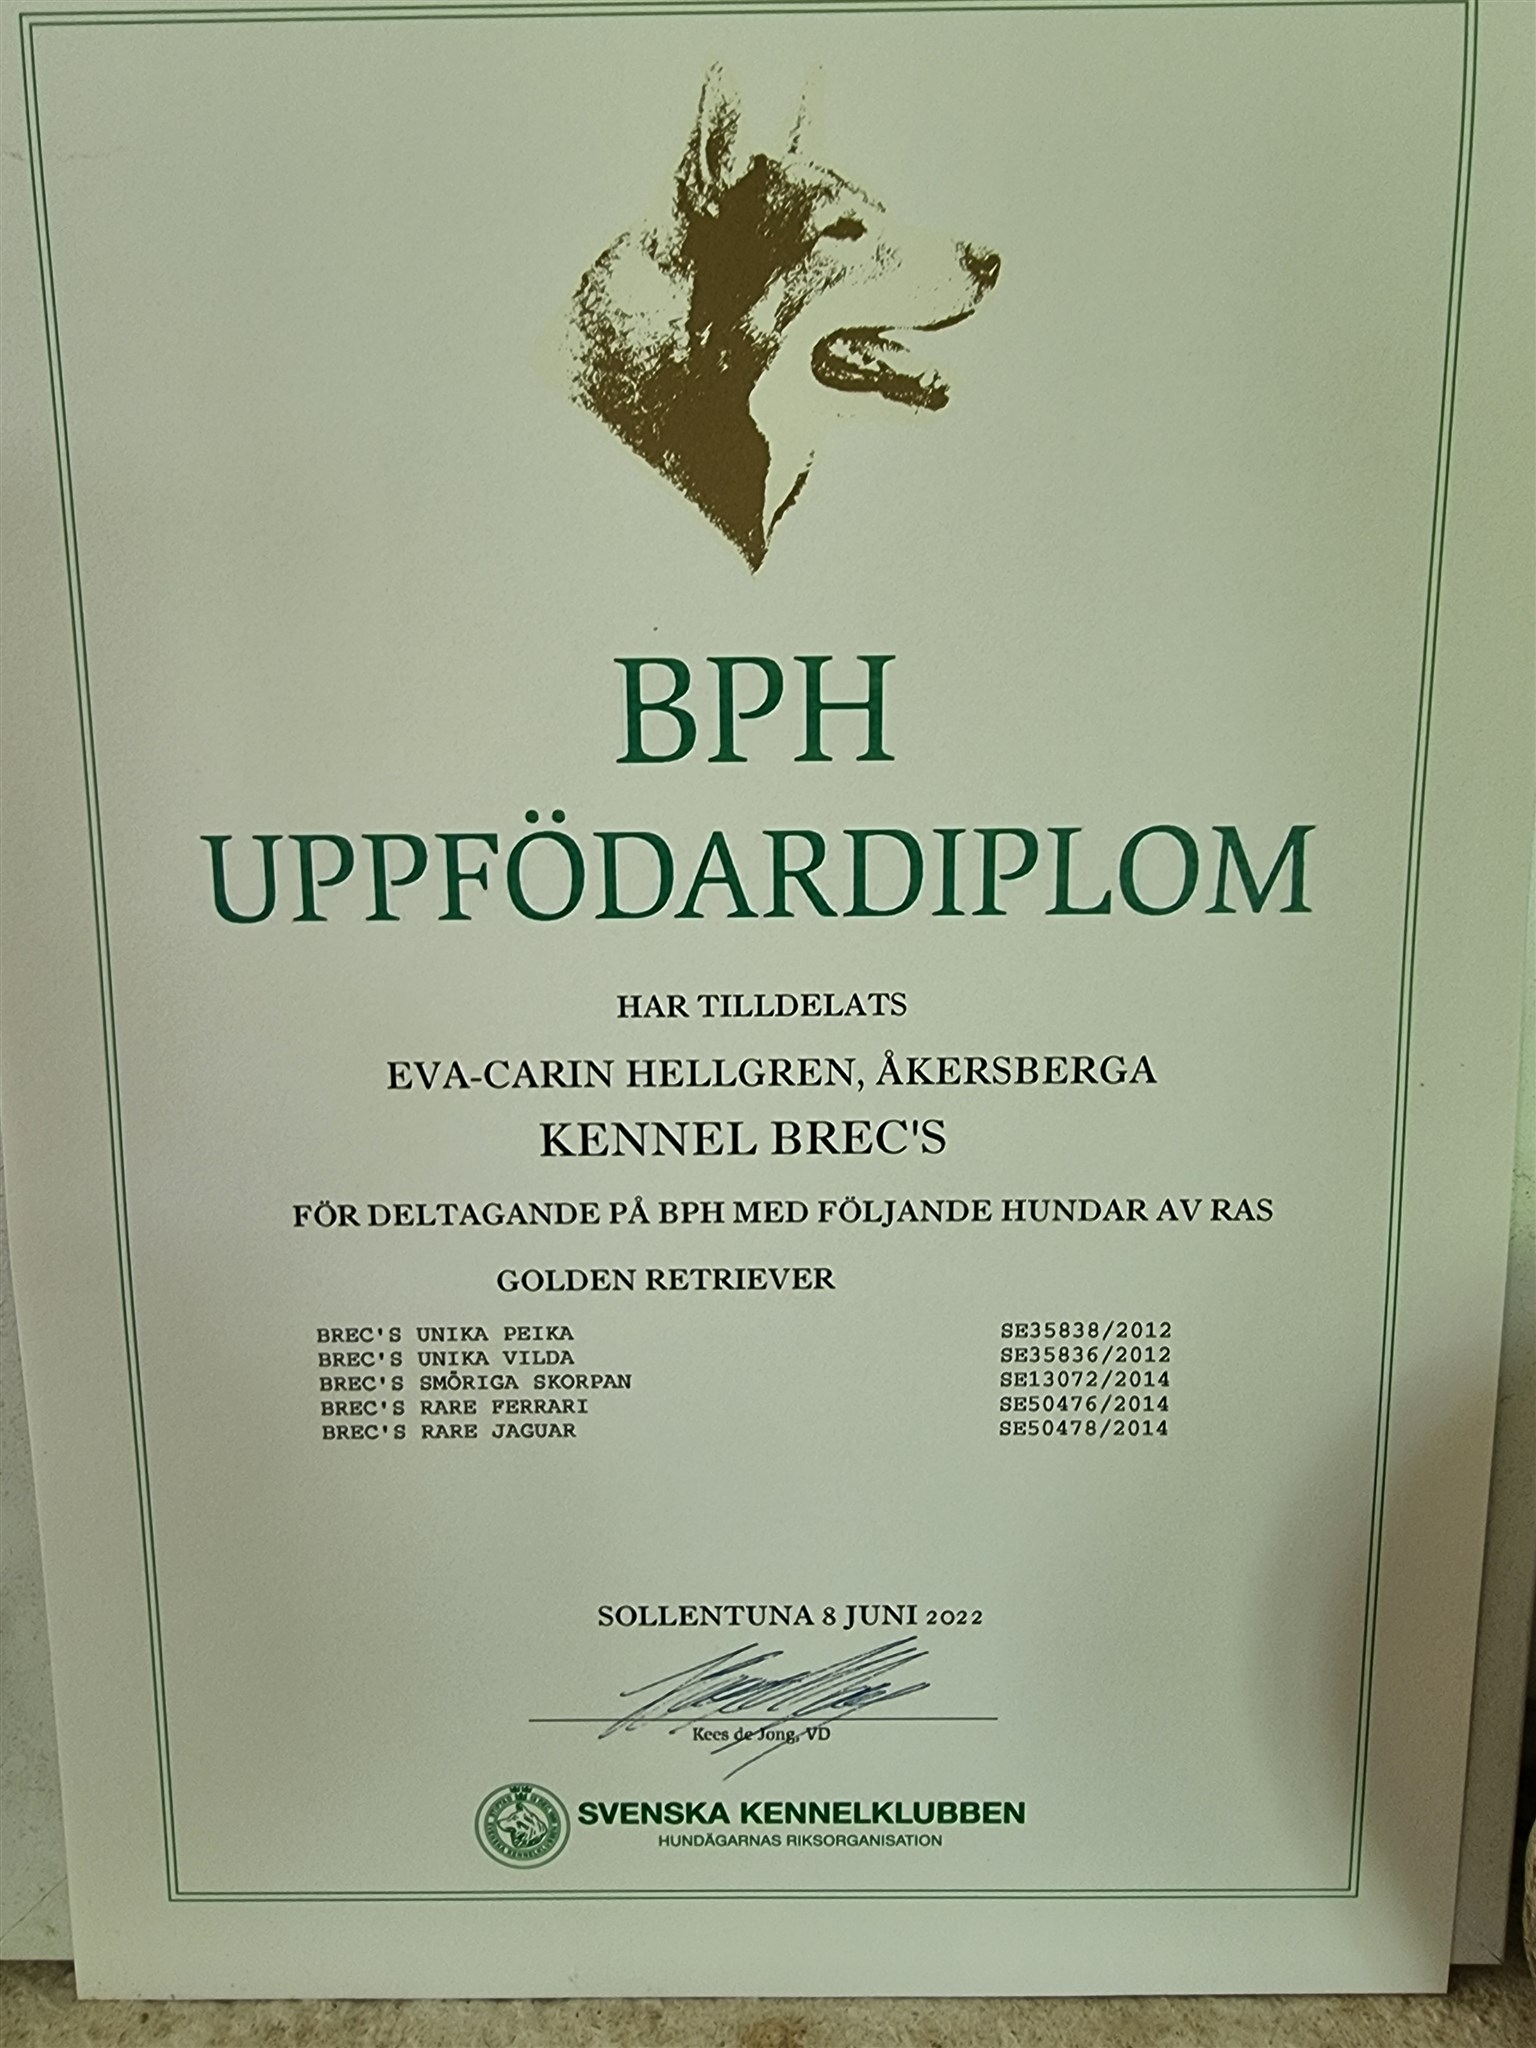 BPH
UPPFÖDARDIPLOM
HAR TILLDELATS
EVA-CARIN HELLGREN, ÅKERSBERGA
KENNEL BREC'S
FÖR DELTAGANDE PÅ BPH MED FÖLJANDE HUNDAR AV RAS
GOLDEN RETRIEVER
BREC'S UNIKA PEIKA SE35838/2012
BREC'S UNIKA VILDA SE35836/2012
BREC'S SMÖRIGA SKORPAN SE13072/2014
BREC'S RARE FERRARI SE50476/2014
BREC'S RARE JAGUAR SE50478/2014
SOLLENTUNA 8 JUNI 2022
Kees de Jong, VD
SVENSKA KENNELKLUBBEN
HUNDÄGARNAS RIKSORGANISATION